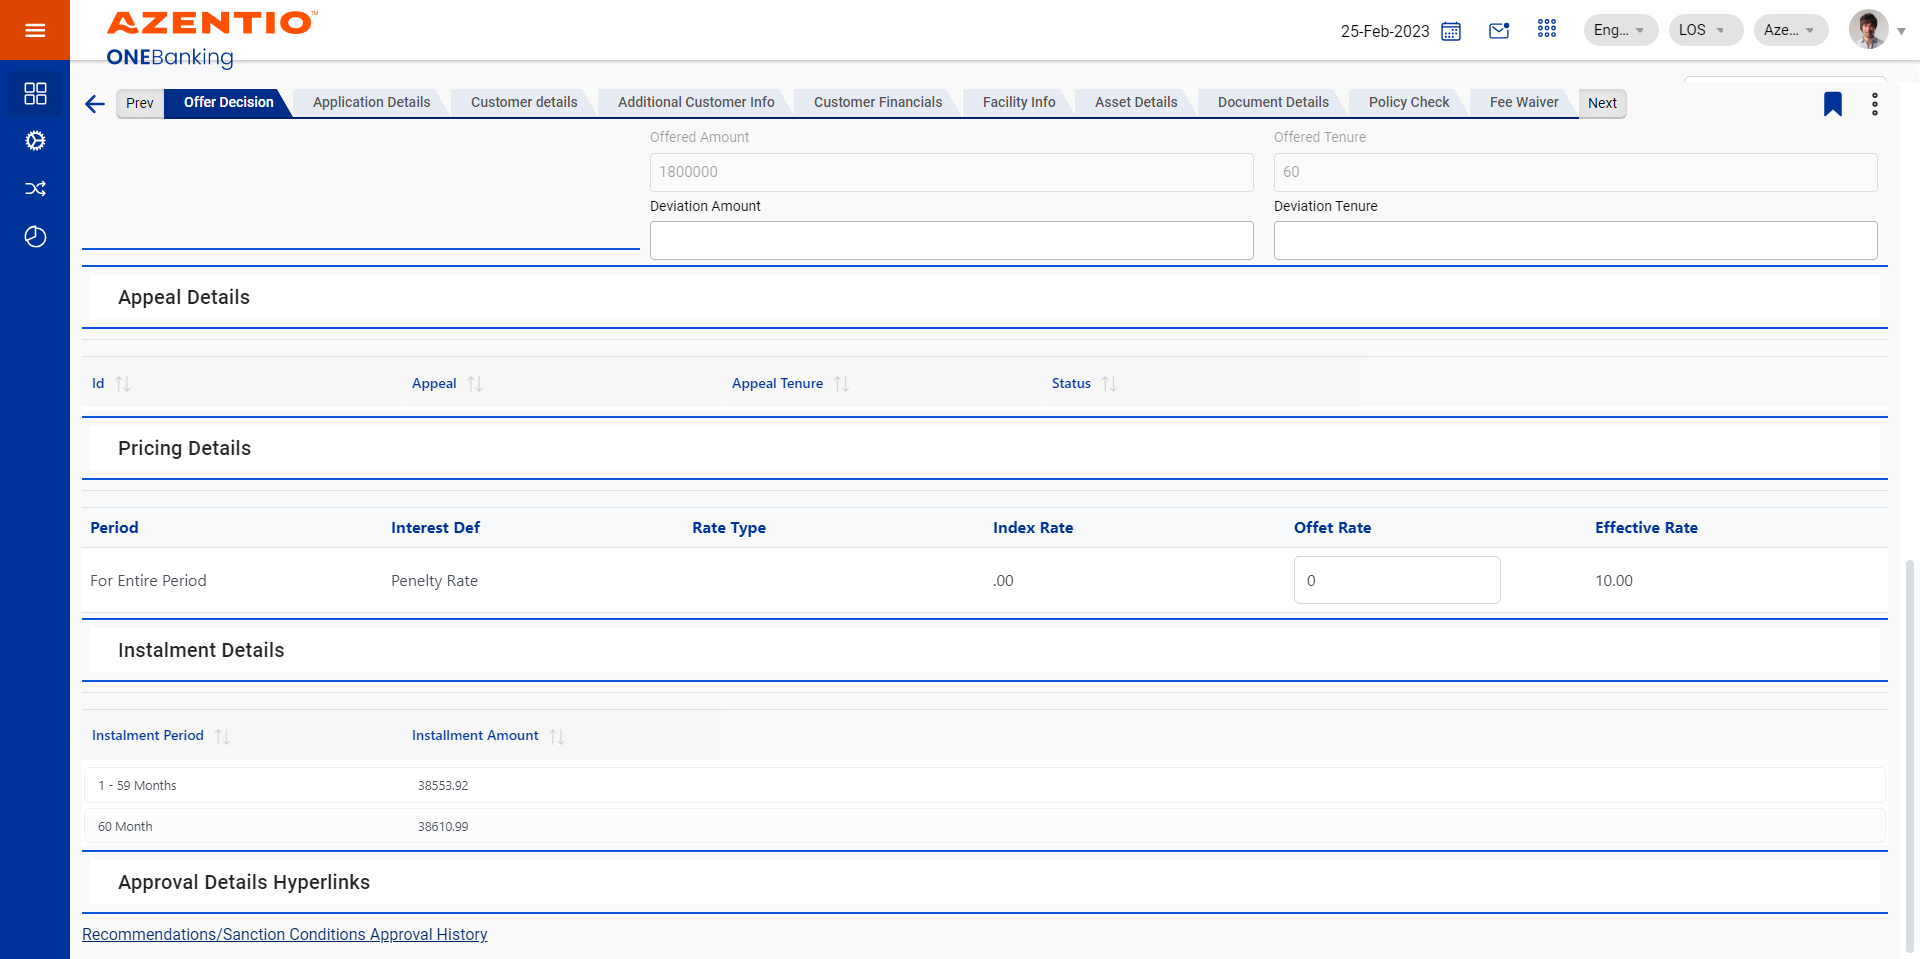 AZENTIO™
ONEBanking
25-Feb-2023
Eng...
LOS
Aze...
Prev
Offer Decision
Application Details
Customer details
Additional Customer Info
Customer Financials
Facility Info
Asset Details
Document Details
Policy Check
Fee Waiver
Next
Offered Amount
Offered Tenure
1800000
60
Deviation Amount
Deviation Tenure
Appeal Details
Id
Appeal
Appeal Tenure
Status
Pricing Details
Period
Interest Def
Rate Type
Index Rate
Offet Rate
Effective Rate
For Entire Period
Penelty Rate
.00
0
10.00
Instalment Details
Instalment Period
Installment Amount
1 - 59 Months
38553.92
60 Month
38610.99
Approval Details Hyperlinks
Recommendations/Sanction Conditions Approval History